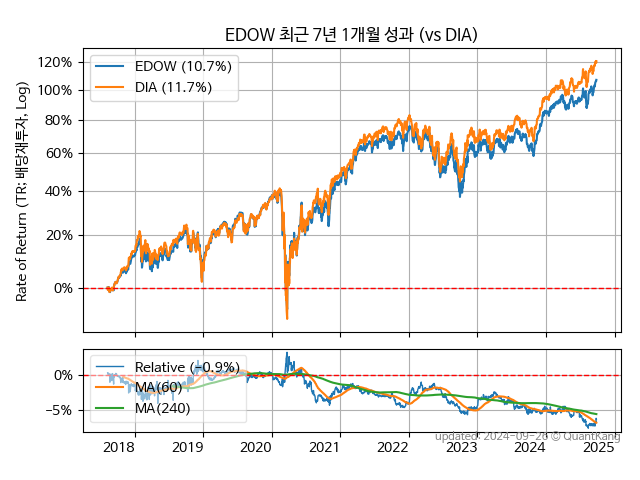 EDOW 최근 7년 1개월 성과 (vs DIA)
Rate of Return (TR: 배당재투자, Log)
120%
100%
80%
60%
40%
20%
0%
EDOW (10.7%)
DIA (11.7%)
0%
−5%
Relative (−0.9%)
MA(60)
MA(240)
updated: 2024-09-26 © QuantKang
2018 2019 2020 2021 2022 2023 2024 2025